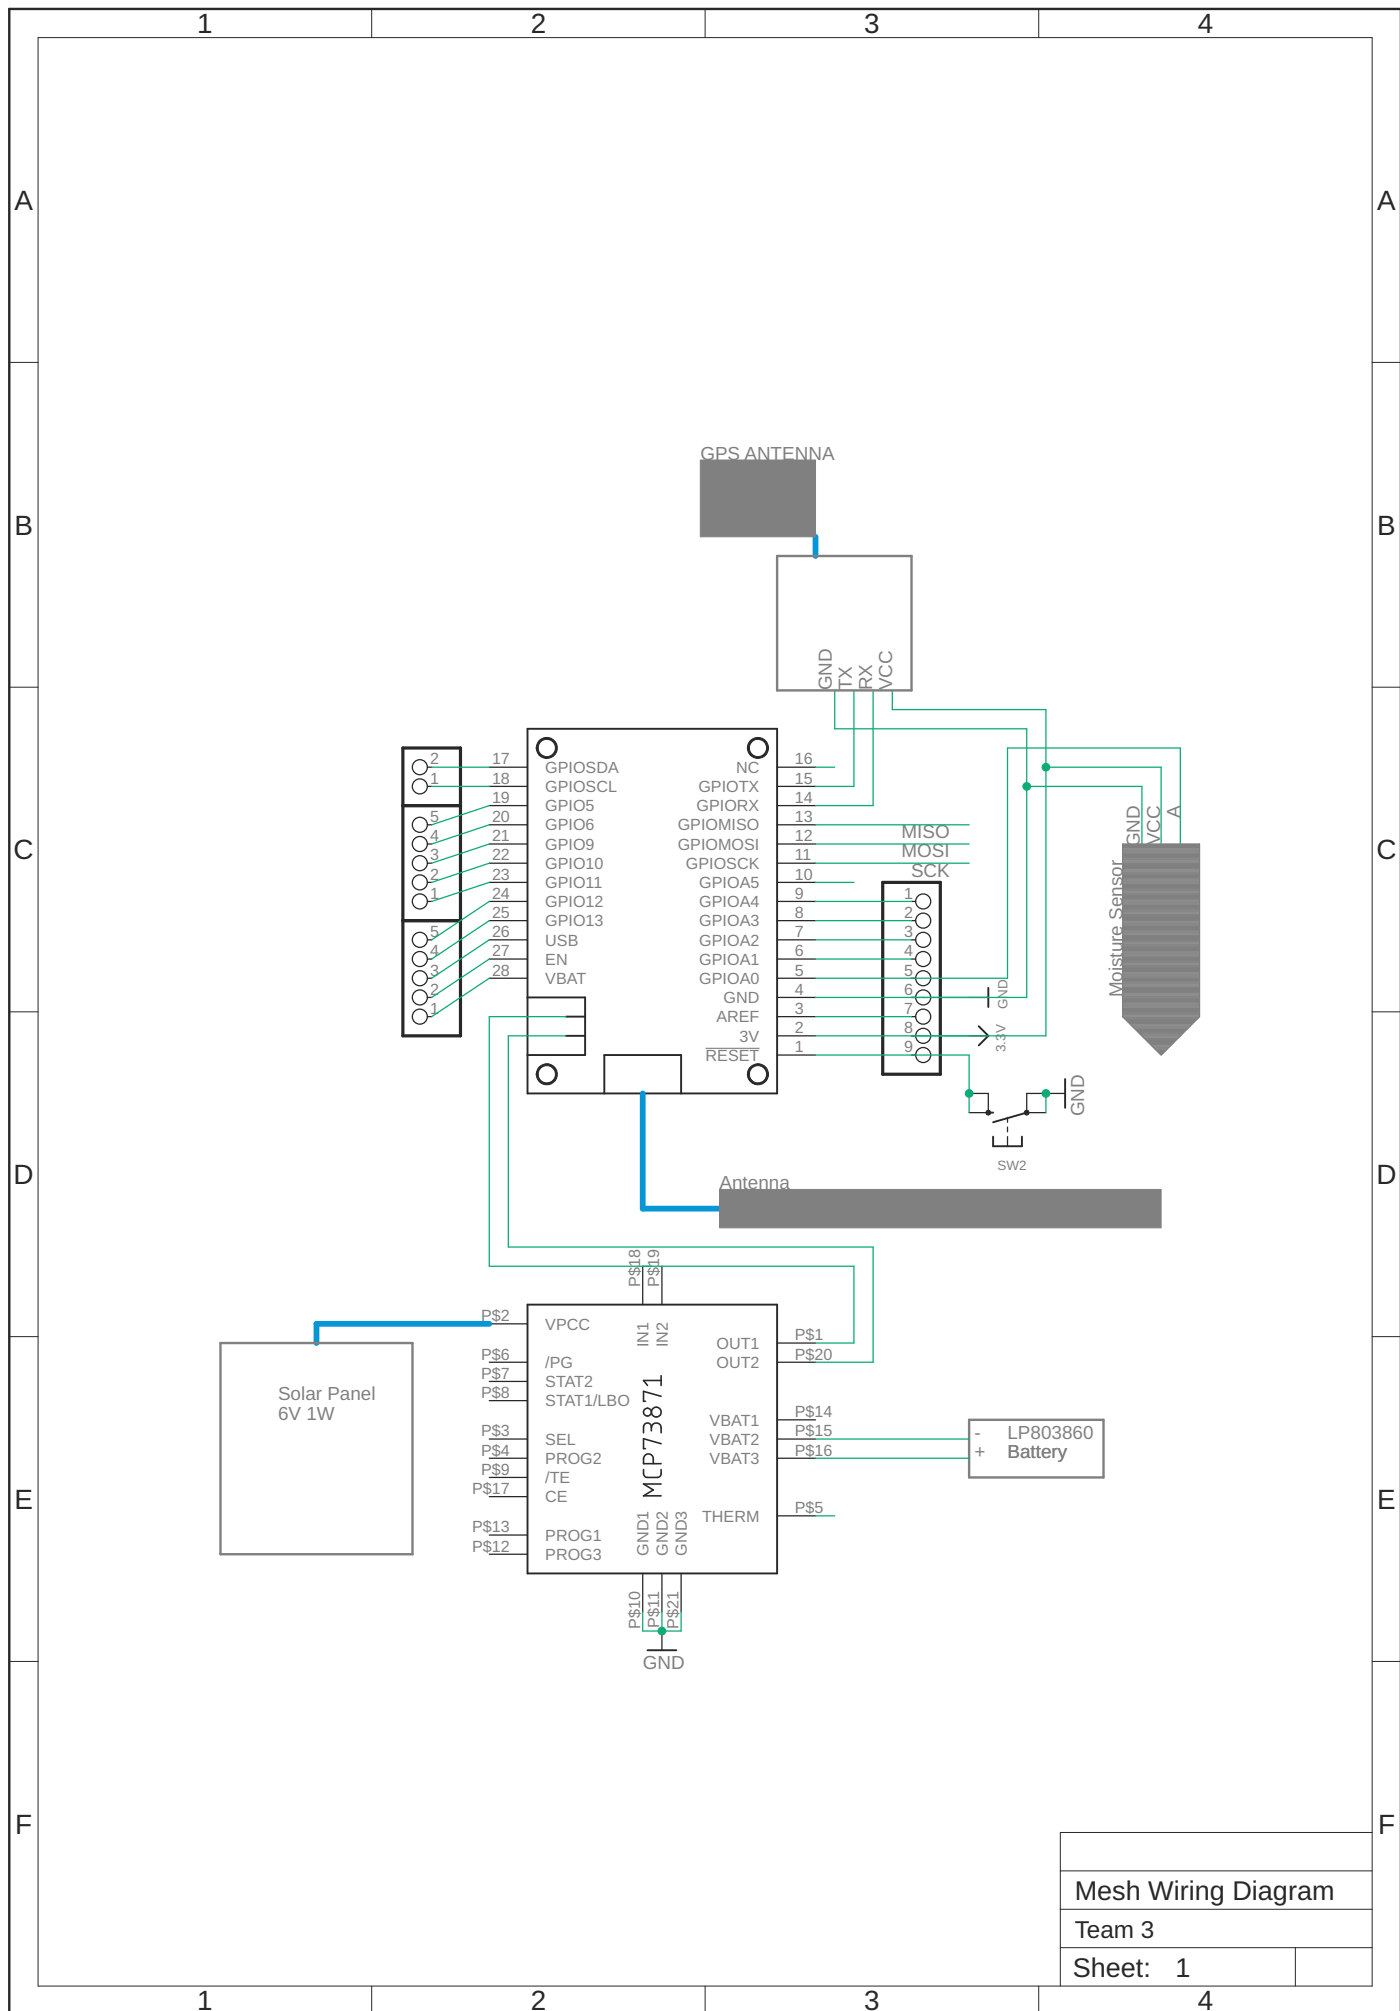 1 2 3 4
A A
GPS ANTENNA
B B
GND
TX
RX
VCC
2 17 GPIOSDA NC 16
1 18 GPIOSCL GPIOTX 15
19 GPIO5 GPIORX 14
5 20 GPIO6 GPIOMISO 13
4 21 GPIO9 GPIOMOSI 12 MISO
3 22 GPIO10 GPIOSCK 11 MOSI
2 23 GPIO11 GPIOA5 10 SCK
1 24 GPIO12 GPIOA4 9 1
25 GPIO13 GPIOA3 8 2
5 26 USB GPIOA2 7 3
4 27 EN GPIOA1 6 4
3 28 VBAT GPIOA0 5 5
2 GND 4 6 GND
1 AREF 3 7
3V 2 8 3.3V
RESET 1 9
GND
VCC
A
Moisture Sensor
C C
GND
SW2
D D
Antenna
P$18
P$19
P$2 VPCC
IN1
IN2
OUT1 P$1
OUT2 P$20
P$6 /PG
P$7 STAT2
P$8 STAT1/LBO
Solar Panel
6V 1W
MCP73871
VBAT1 P$14
P$3 SEL VBAT2 P$15
P$4 PROG2 VBAT3 P$16
- LP803860
+ Battery
P$9 /TE
P$17 CE
E E
THERM P$5
P$13 PROG1
P$12 PROG3
GND1
GND2
GND3
P$10
P$11
P$21
GND
F F
Mesh Wiring Diagram
Team 3
Sheet: 1
1 2 3 4